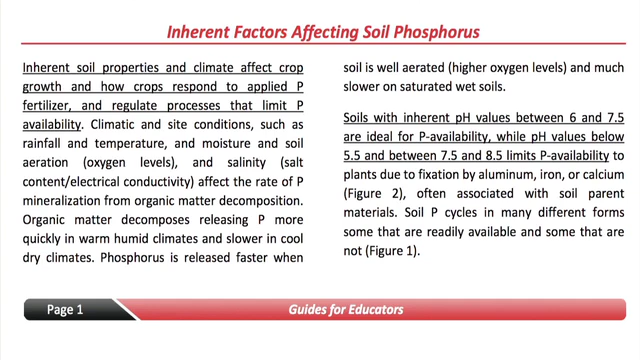 Inherent Factors Affecting Soil Phosphorus
Inherent soil properties and climate affect crop
growth and how crops respond to applied P
fertilizer, and regulate processes that limit P
availability. Climatic and site conditions, such as
rainfall and temperature, and moisture and soil
aeration (oxygen levels), and salinity (salt
content/electrical conductivity) affect the rate of P
mineralization from organic matter decomposition.
Organic matter decomposes releasing P more
quickly in warm humid climates and slower in cool
dry climates. Phosphorus is released faster when
soil is well aerated (higher oxygen levels) and much
slower on saturated wet soils.
Soils with inherent pH values between 6 and 7.5
are ideal for P-availability, while pH values below
5.5 and between 7.5 and 8.5 limits P-availability to
plants due to fixation by aluminum, iron, or calcium
(Figure 2), often associated with soil parent
materials. Soil P cycles in many different forms
some that are readily available and some that are
not (Figure 1).
Page 1
Guides for Educators